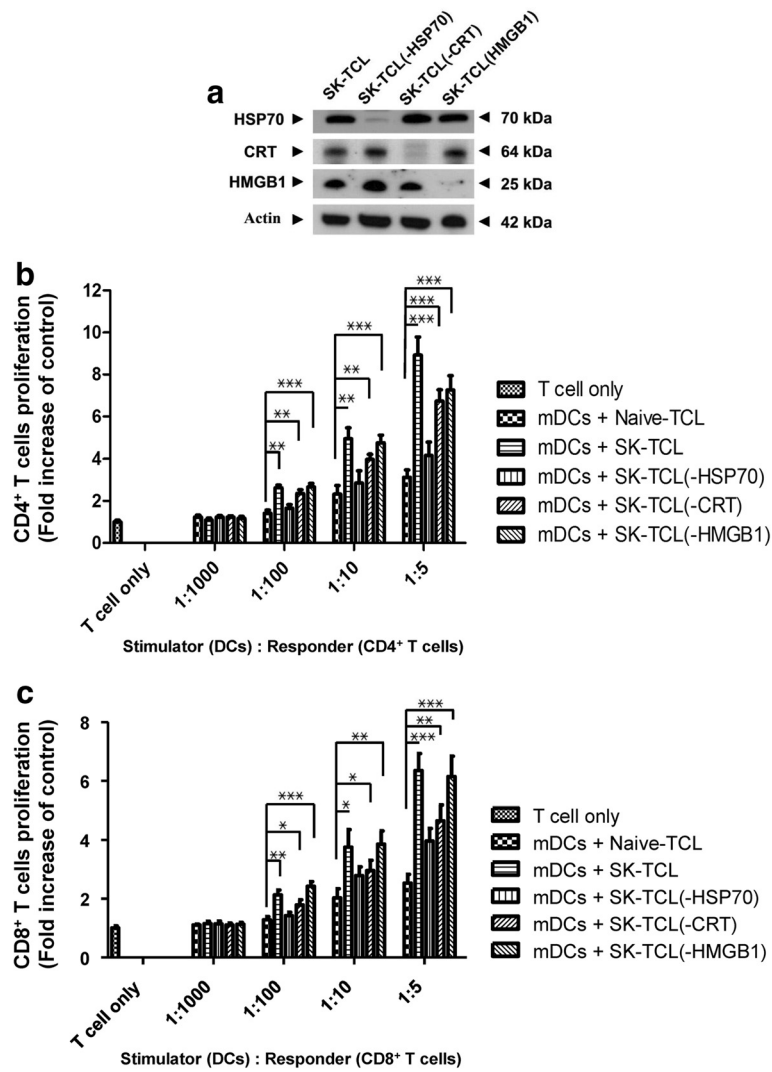 a
SK-TCL
SK-TCL(-HSP70)
SK-TCL(-CRT)
SK-TCL(HMGB1)
HSP70 ► ◄ 70 kDa
CRT ► ◄ 64 kDa
HMGB1 ► ◄ 25 kDa
Actin ► ◄ 42 kDa
b
CD4⁺ T cells proliferation
(Fold increase of control)
12
10
8
6
4
2
0
***
**
**
***
**
**
***
***
***
T cell only
1:1000
1:100
1:10
1:5
Stimulator (DCs) : Responder (CD4⁺ T cells)
T cell only
mDCs + Naive-TCL
mDCs + SK-TCL
mDCs + SK-TCL(-HSP70)
mDCs + SK-TCL(-CRT)
mDCs + SK-TCL(-HMGB1)
c
CD8⁺ T cells proliferation
(Fold increase of control)
8
6
4
2
0
***
*
**
**
*
*
***
**
***
T cell only
1:1000
1:100
1:10
1:5
Stimulator (DCs) : Responder (CD8⁺ T cells)
T cell only
mDCs + Naive-TCL
mDCs + SK-TCL
mDCs + SK-TCL(-HSP70)
mDCs + SK-TCL(-CRT)
mDCs + SK-TCL(-HMGB1)